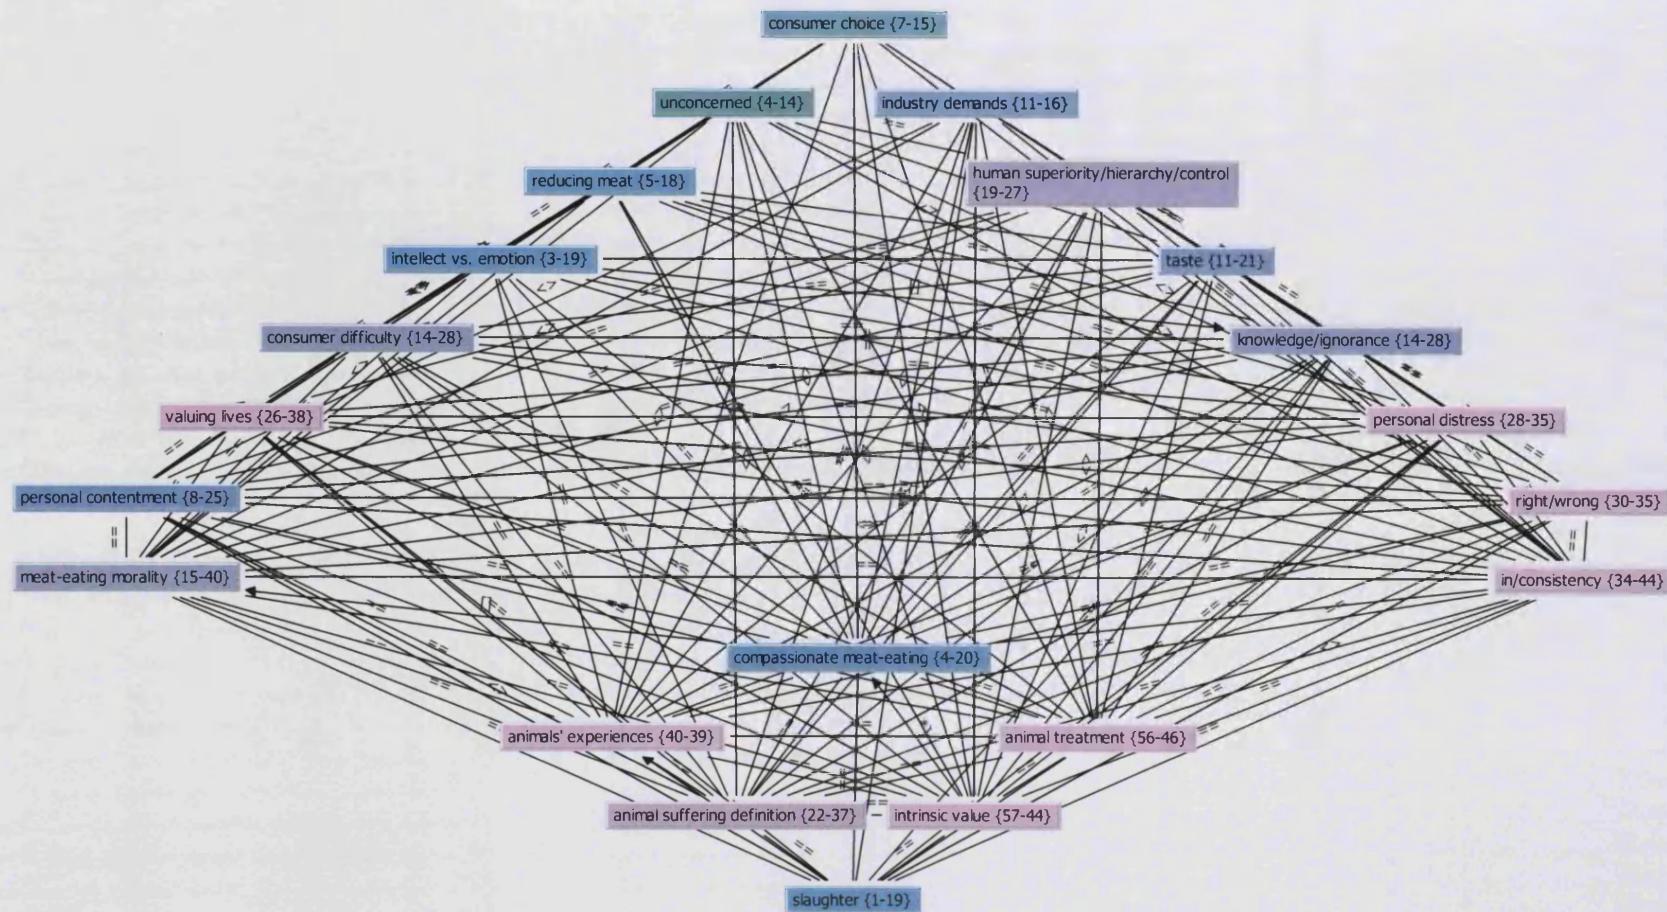 consumer choice {7-15}
unconcerned {4-14}
industry demands {11-16}
reducing meat {5-18}
human superiority/hierarchy/control
{19-27}
intellect vs. emotion {3-19}
taste {11-21}
consumer difficulty {14-28}
knowledge/ignorance {14-28}
valuing lives {26-38}
personal distress {28-35}
personal contentment {8-25}
right/wrong {30-35}
meat-eating morality {15-40}
in/consistency {34-44}
compassionate meat-eating {4-20}
animals' experiences {40-39}
animal treatment {56-46}
animal suffering definition {22-37}
intrinsic value {57-44}
slaughter {1-19}